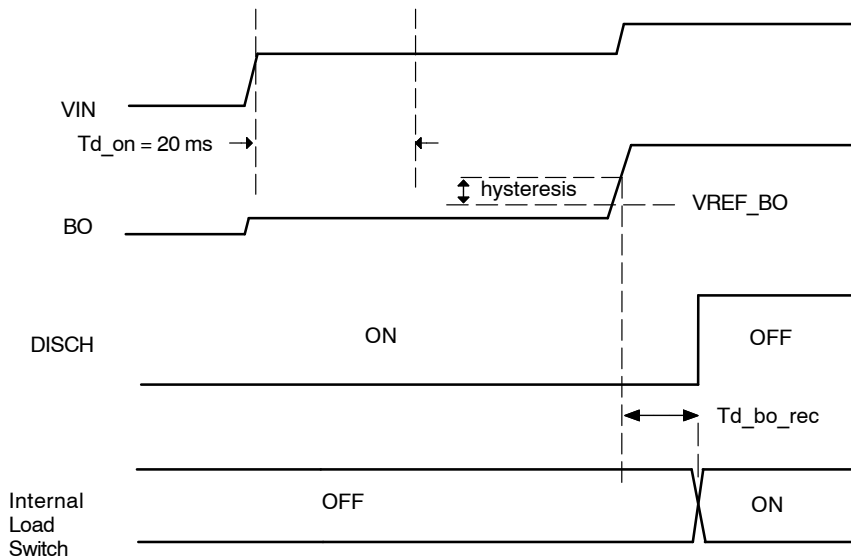 VIN
Td_on = 20 ms
hysteresis
VREF_BO
BO
DISCH
ON
OFF
Td_bo_rec
Internal
Load
Switch
OFF
ON